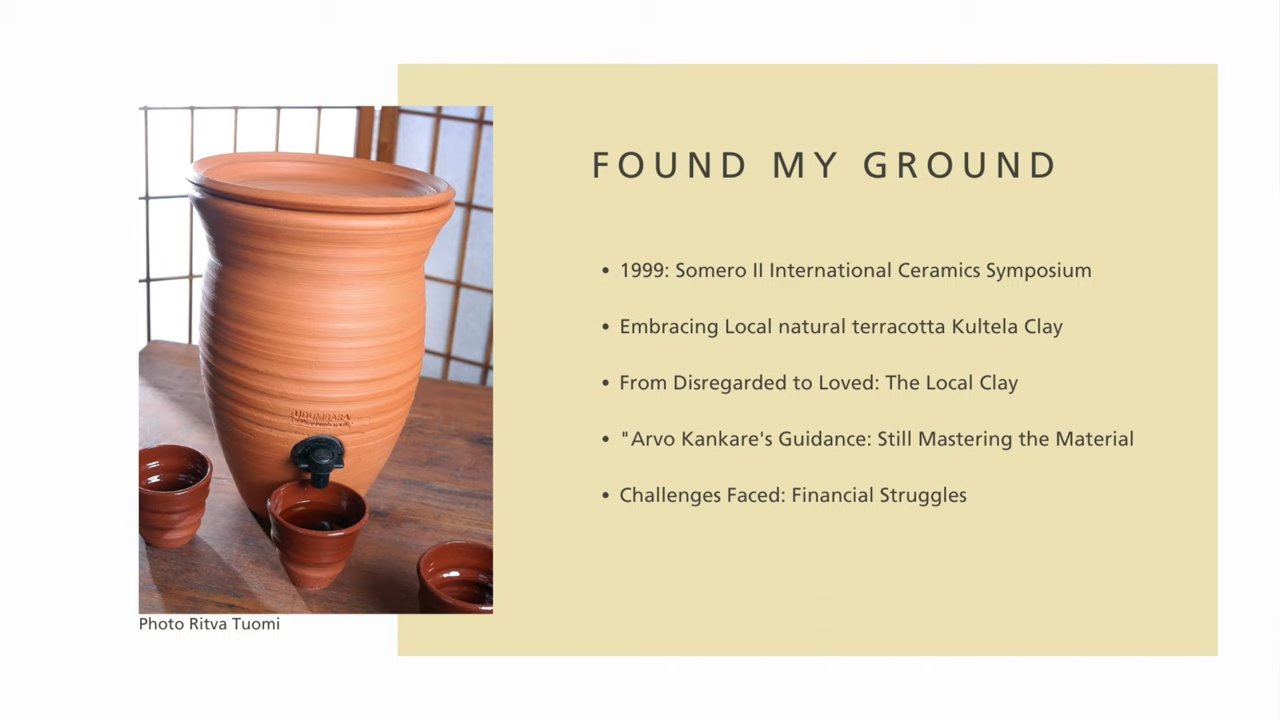 FOUND MY GROUND
• 1999: Somero II International Ceramics Symposium
• Embracing Local natural terracotta Kultela Clay
• From Disregarded to Loved: The Local Clay
• "Arvo Kankare's Guidance: Still Mastering the Material
• Challenges Faced: Financial Struggles
UDUMBARA
Photo Ritva Tuomi